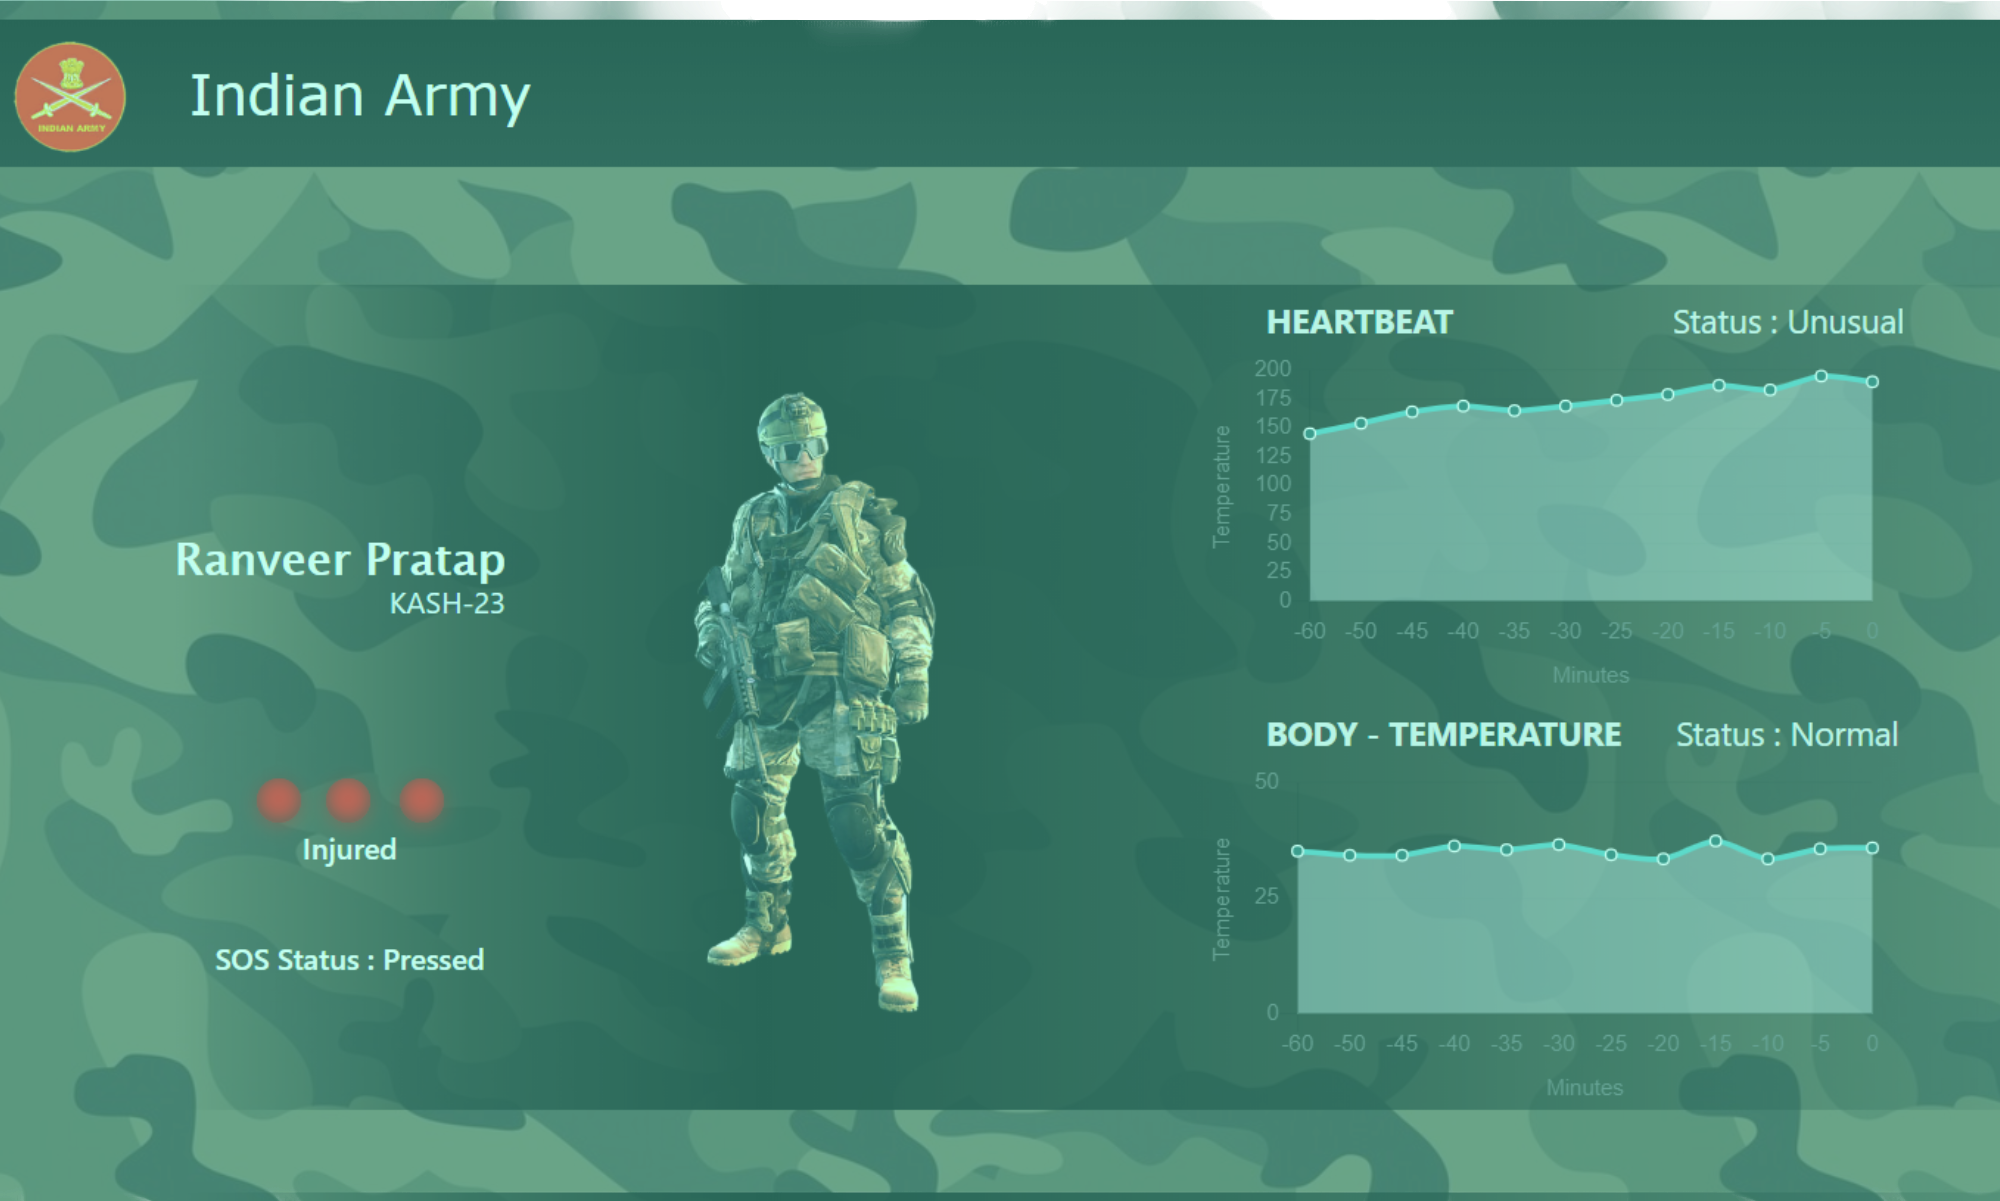 INDIAN ARMY
Indian Army
Ranveer Pratap
KASH-23
Injured
SOS Status : Pressed
HEARTBEAT Status : Unusual
200
175
150
125
100
75
50
25
0
Temperature
-60 -50 -45 -40 -35 -30 -25 -20 -15 -10 -5 0
Minutes
BODY - TEMPERATURE Status : Normal
50
25
0
Temperature
-60 -50 -45 -40 -35 -30 -25 -20 -15 -10 -5 0
Minutes